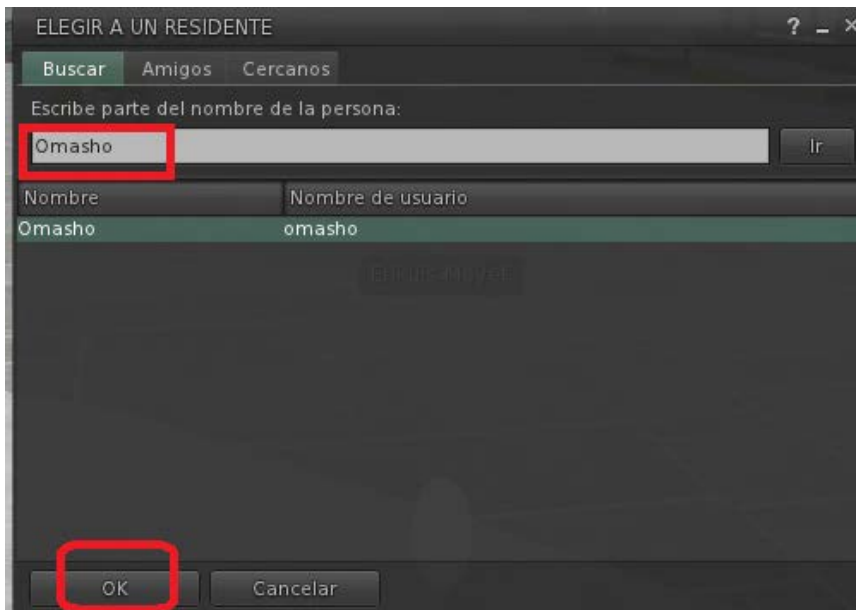 ELEGIR A UN RESIDENTE ? _ ×
Buscar Amigos Cercanos
Escribe parte del nombre de la persona:
Omasho Ir
Nombre Nombre de usuario
Omasho omasho
OK Cancelar